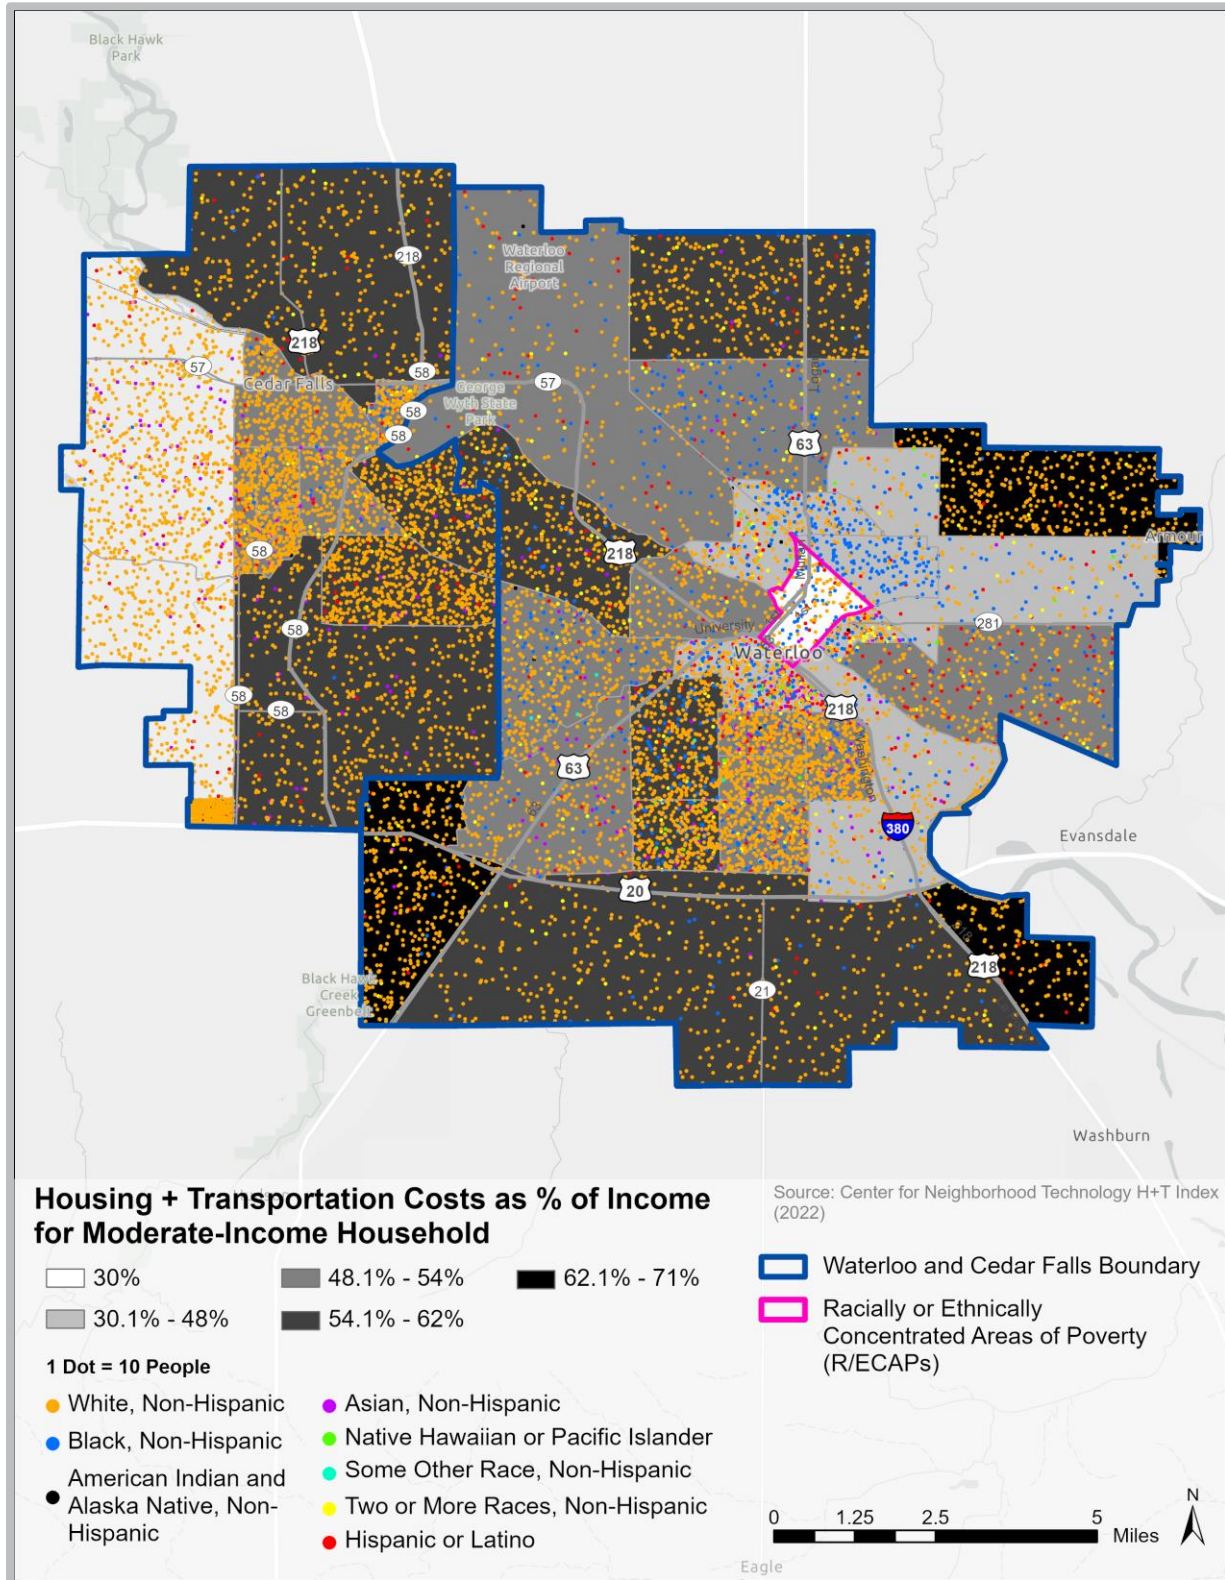 Black Hawk
Park
Waterloo
Regional
Airport
218
218
58
57
Cedar Falls
George
Wyth State
Park
57
58
58
63
Logan
58
218
Armour
Mullan
281
University
Waterloo
58
58
58
218
Washington
63
63
380
Evansdale
20
218
218
Black Hawk
Creek
Greenbelt
21
Washburn
Housing + Transportation Costs as % of Income
for Moderate-Income Household
Source: Center for Neighborhood Technology H+T Index
(2022)
30%
48.1% - 54%
62.1% - 71%
30.1% - 48%
54.1% - 62%
Waterloo and Cedar Falls Boundary
Racially or Ethnically
Concentrated Areas of Poverty
(R/ECAPs)
1 Dot = 10 People
White, Non-Hispanic
Black, Non-Hispanic
American Indian and
Alaska Native, Non-
Hispanic
Asian, Non-Hispanic
Native Hawaiian or Pacific Islander
Some Other Race, Non-Hispanic
Two or More Races, Non-Hispanic
Hispanic or Latino
0 1.25 2.5 5
Miles
N
Eagle